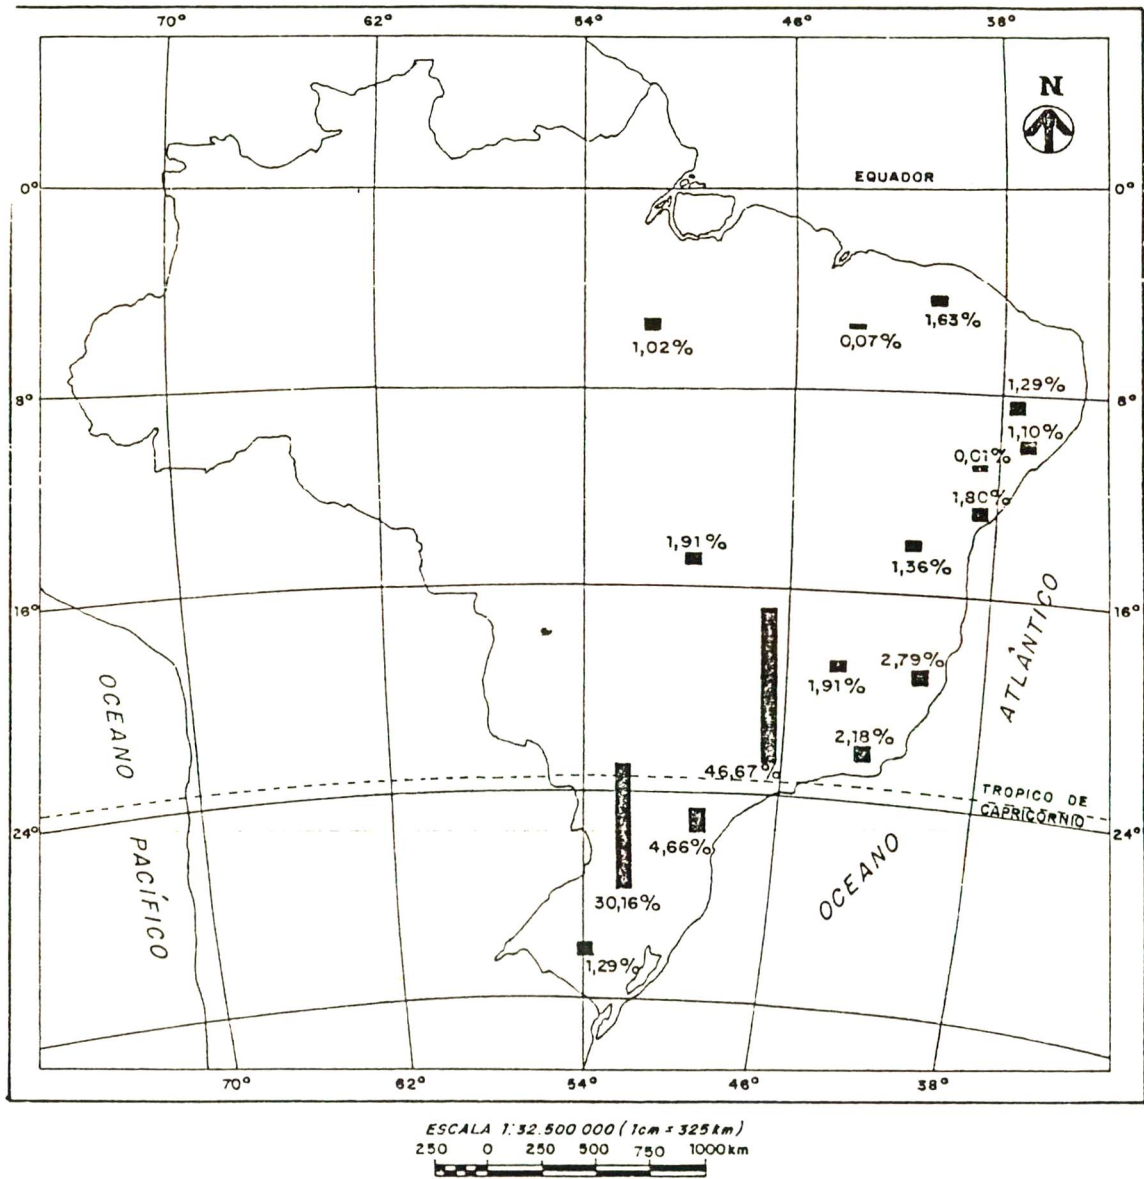 70° 62° 54° 46° 38°
N
EQUADOR
0° 0°
1,63%
1,02% 0,07%
1,29%
8° 8°
1,10%
0,01%
1,80%
1,91%
1,36%
16° 16°
2,79%
1,91%
2,18%
46,67%
TROPICO DE
CAPRICÓRNIO
24° 24°
4,66%
30,16%
1,29%
OCEANO
PACÍFICO
OCEANO
ATLÂNTICO
70° 62° 54° 46° 38°
ESCALA 1:32.500 000 (1cm = 325 km)
250 0 250 500 750 1000km